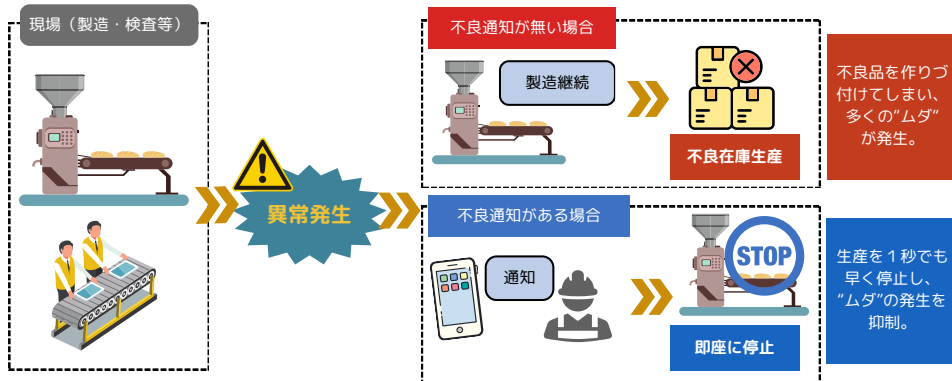 現場（製造・検査等）
異常発生
不良通知が無い場合
製造継続
不良在庫生産
不良品を作りづ
付けてしまい、
多くの”ムダ”
が発生。
不良通知がある場合
通知
STOP
即座に停止
生産を１秒でも
早く停止し、
”ムダ”の発生を
抑制。